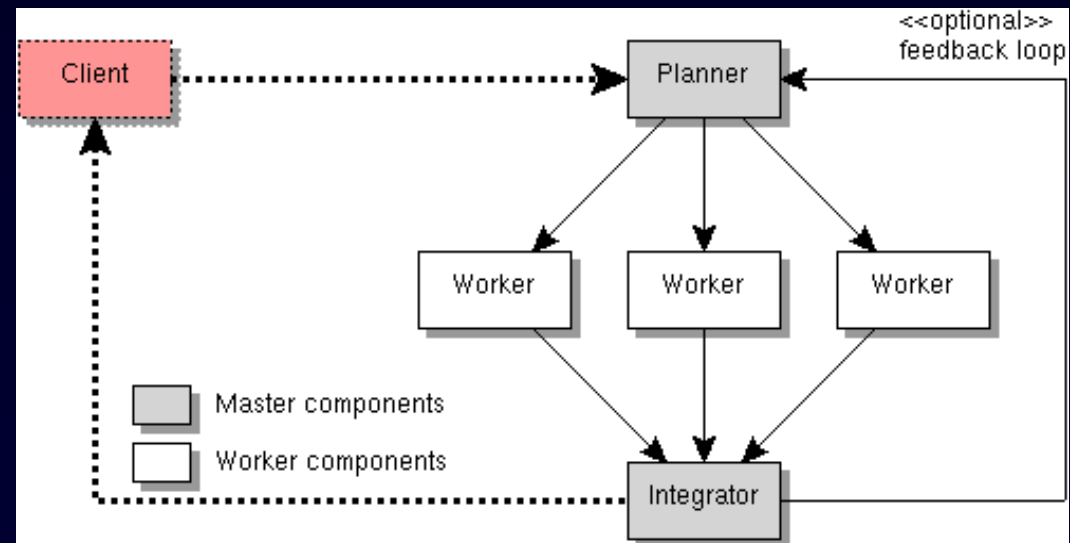 <<optional>>
feedback loop
Client
Planner
Worker
Worker
Worker
Master components
Worker components
Integrator